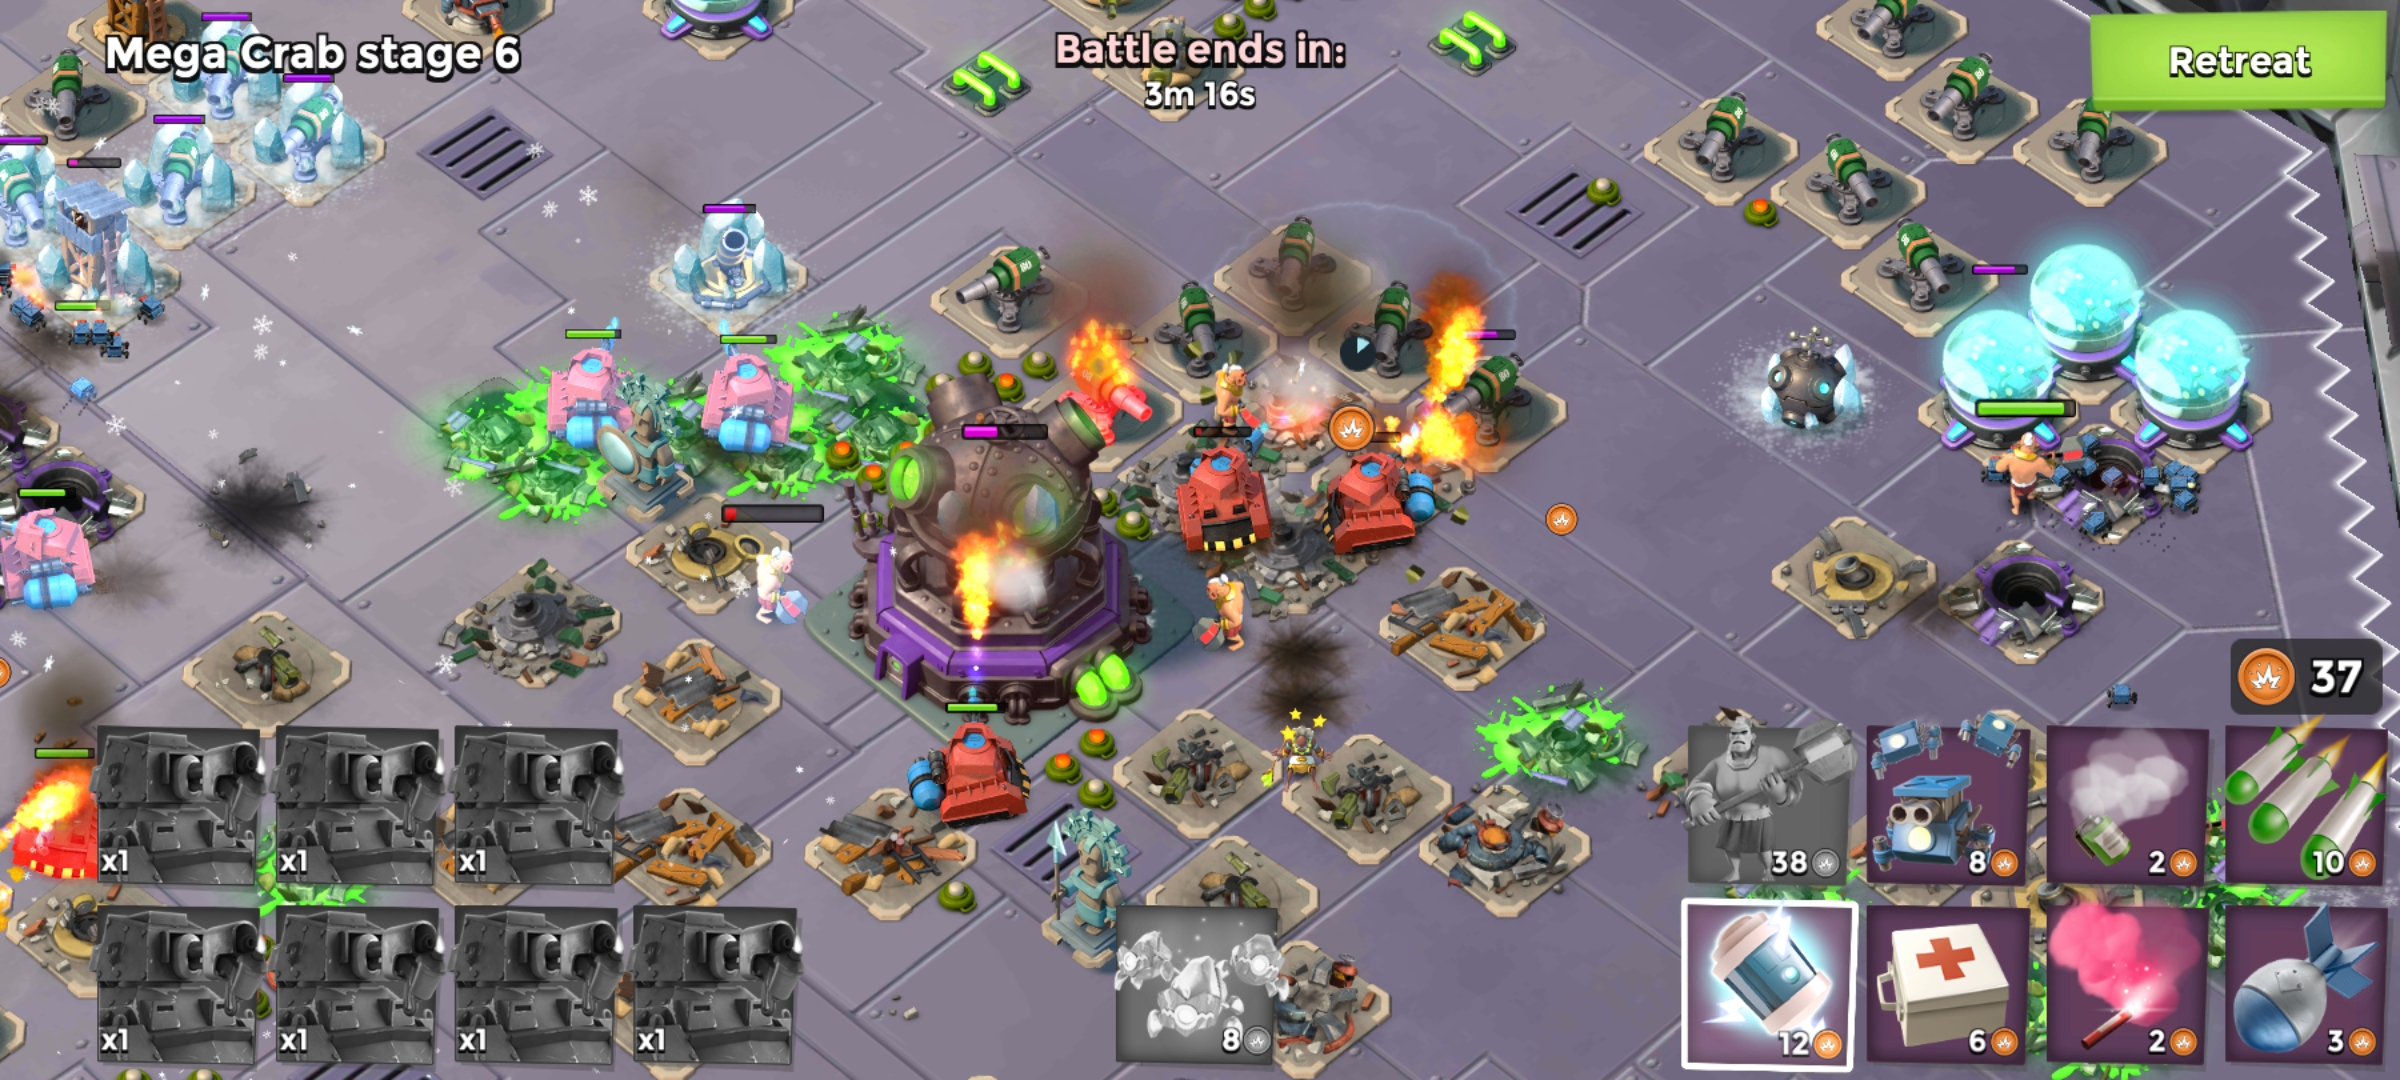 Mega Crab stage 6
Battle ends in:
3m 16s
Retreat
37
x1
x1
x1
38
8
2
10
x1
x1
x1
x1
8
12
6
2
3